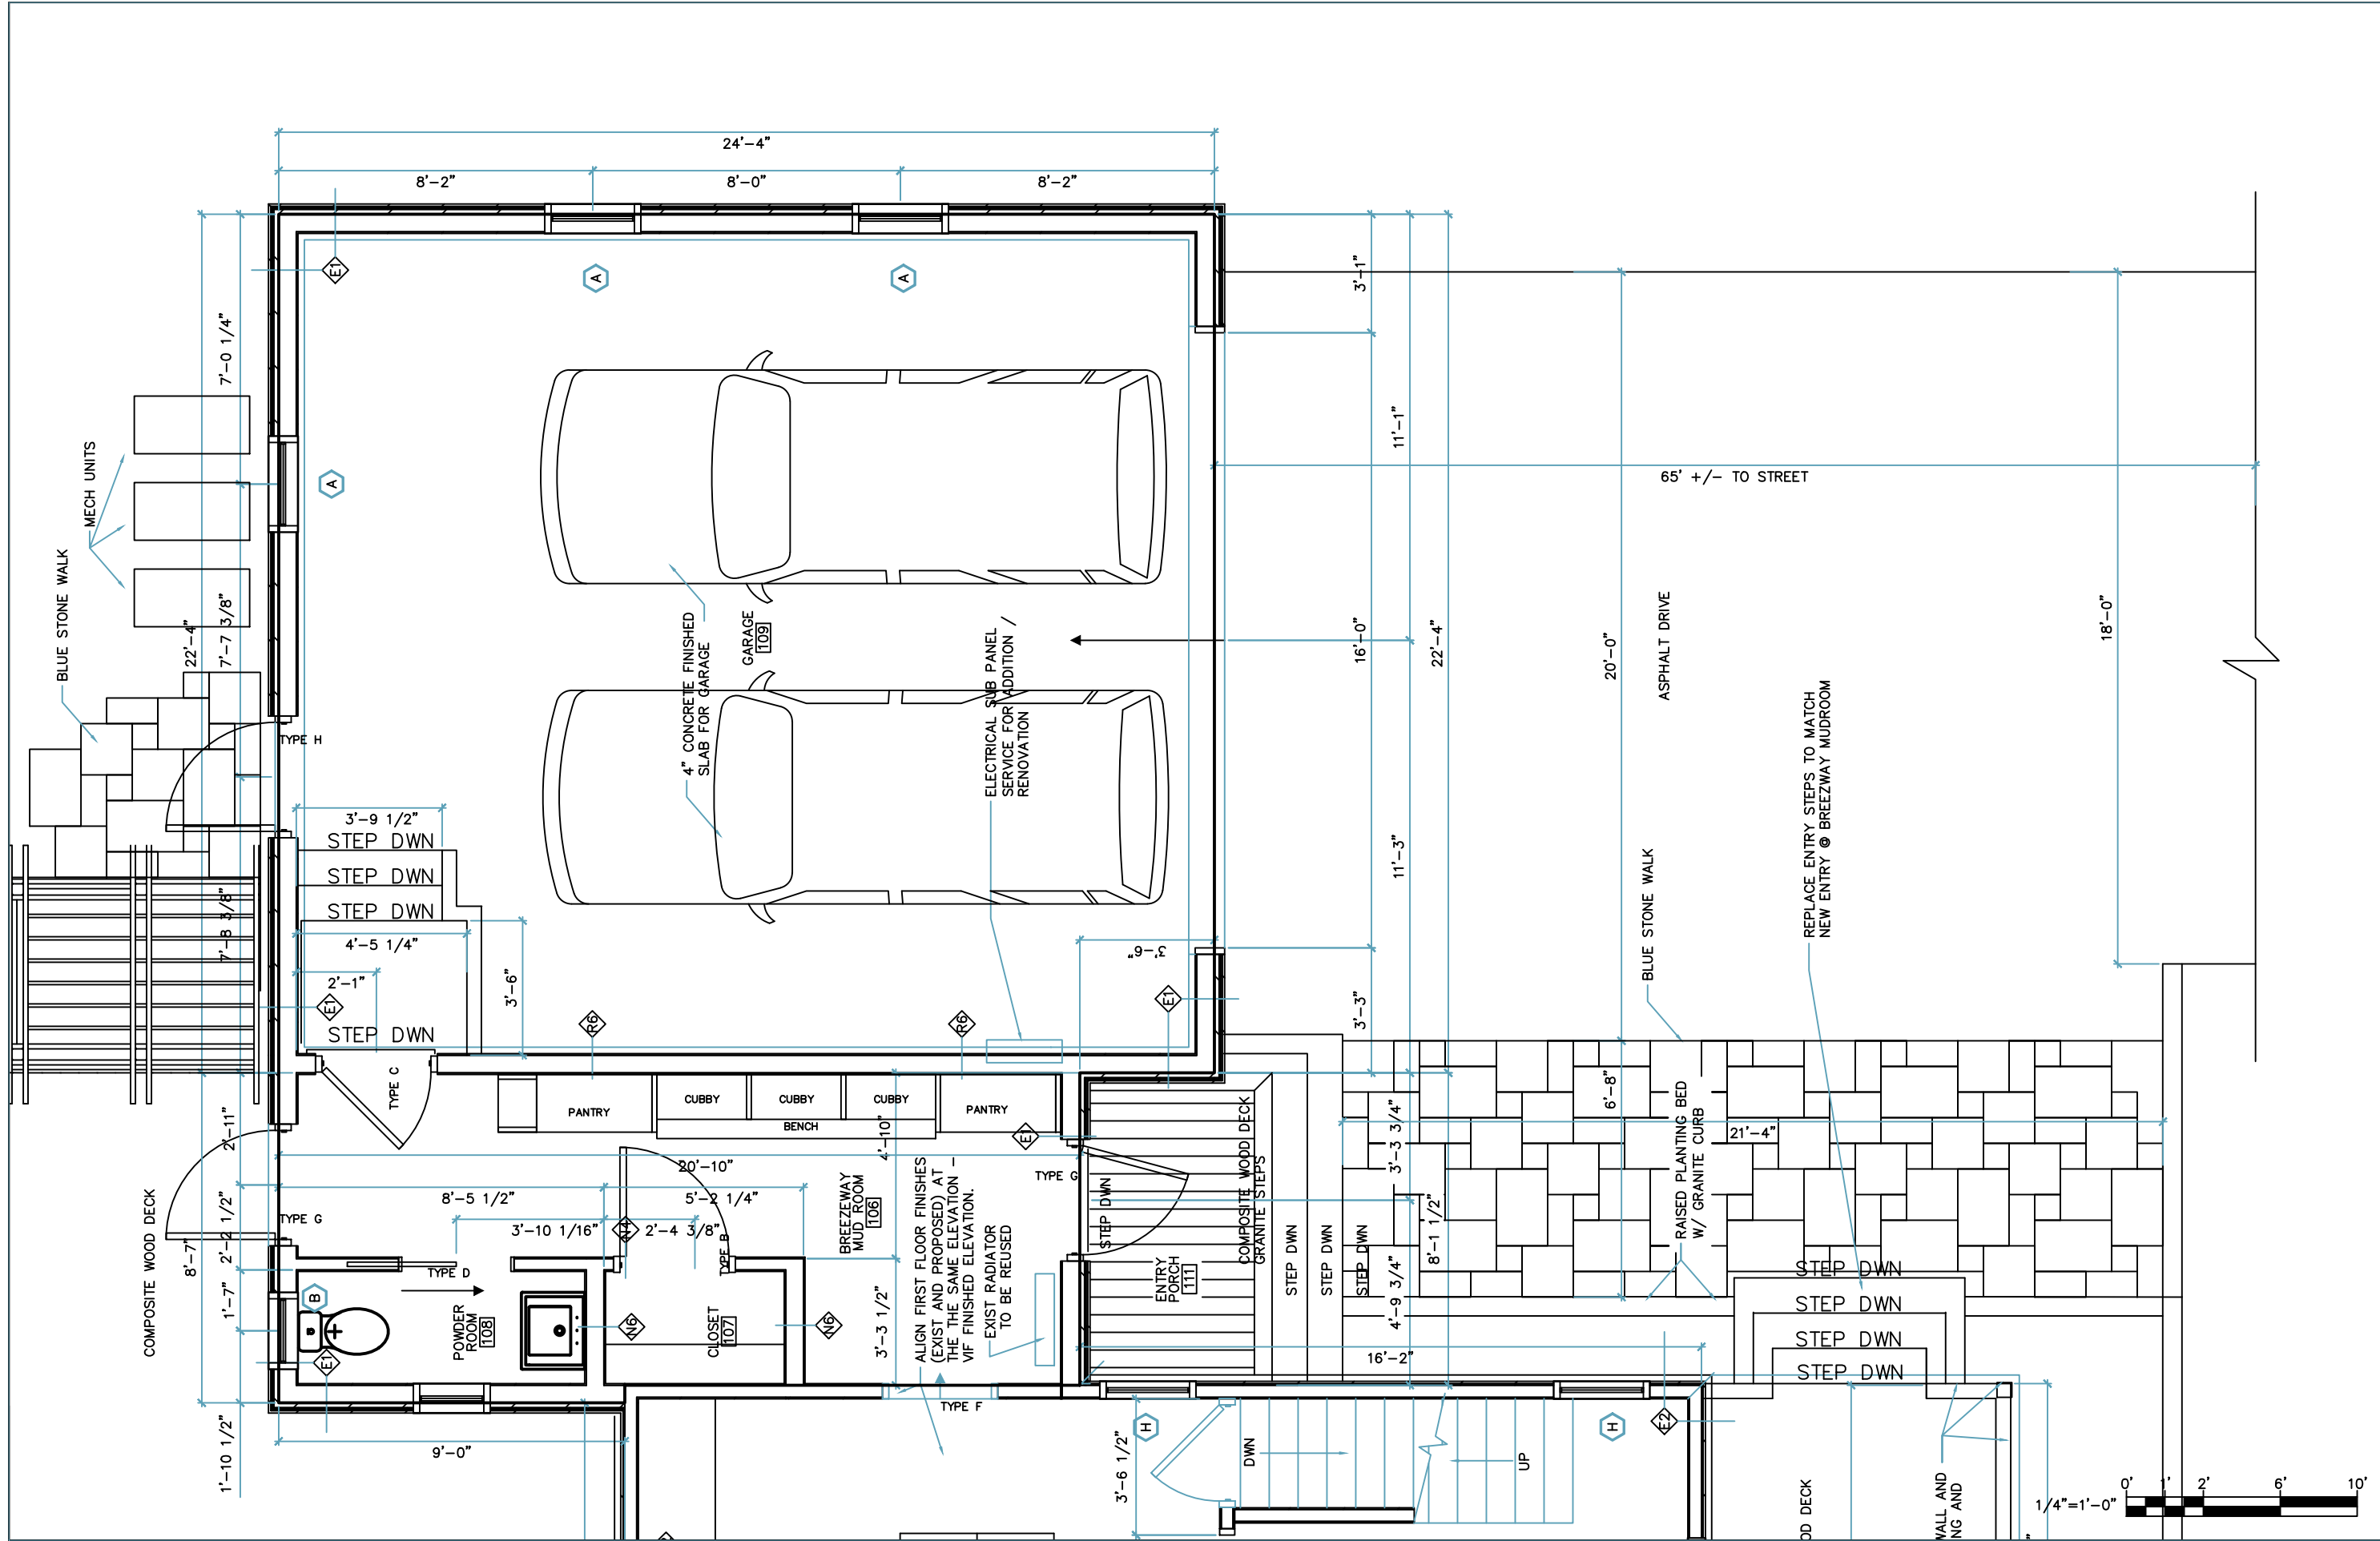 24'-4"
8'-2"
8'-0"
8'-2"
E1
A
A
3'-1"
7'-0 1/4"
11'-1"
MECH UNITS
A
65' +/- TO STREET
BLUE STONE WALK
22'-4"
7'-7 3/8"
4" CONCRETE FINISHED
SLAB FOR GARAGE
GARAGE
109
ELECTRICAL SUB PANEL
SERVICE FOR ADDITION /
RENOVATION
16'-0"
22'-4"
20'-0"
ASPHALT DRIVE
18'-0"
TYPE H
REPLACE ENTRY STEPS TO MATCH
NEW ENTRY @ BREEZWAY MUDROOM
3'-9 1/2"
STEP DWN
STEP DWN
STEP DWN
7'-8 3/8"
4'-5 1/4"
2'-1"
3'-6"
3'-6"
11'-3"
BLUE STONE WALK
E1
E1
3'-3"
R6
R6
STEP DWN
TYPE C
PANTRY
CUBBY
CUBBY
CUBBY
PANTRY
BENCH
2'-11"
4'-10"
E1
20'-10"
TYPE G
COMPOSITE WOOD DECK
GRANITE STEPS
3'-3 3/4"
6'-8"
RAISED PLANTING BED
W/ GRANITE CURB
21'-4"
COMPOSITE WOOD DECK
8'-7"
2'-2 1/2"
TYPE G
8'-5 1/2"
5'-2 1/4"
3'-10 1/16"
N4
2'-4 3/8"
TYPE B
BREEZEWAY
MUD ROOM
106
ALIGN FIRST FLOOR FINISHES
(EXIST AND PROPOSED) AT
THE THE SAME ELEVATION –
VIF FINISHED ELEVATION.
EXIST RADIATOR
TO BE REUSED
STEP DWN
ENTRY
PORCH
111
STEP DWN
STEP DWN
STEP DWN
8'-1 1/2"
4'-9 3/4"
TYPE D
1'-7"
B
POWDER
ROOM
108
N6
CLOSET
107
N6
3'-3 1/2"
E1
STEP DWN
STEP DWN
STEP DWN
STEP DWN
16'-2"
TYPE F
1'-10 1/2"
9'-0"
3'-6 1/2"
H
DWN
UP
H
E2
OD DECK
WALL AND
NG AND
1/4"=1'-0"
0' 1' 2' 6' 10'